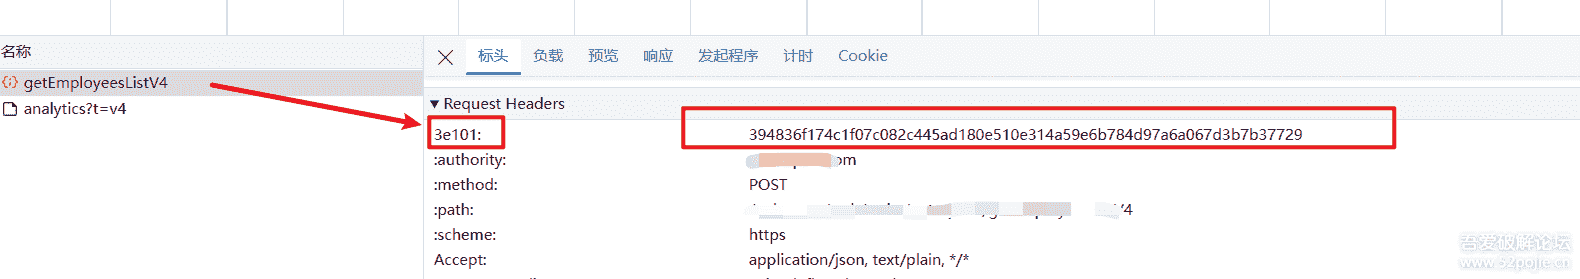 名称
getEmployeesListV4
analytics?t=v4
标头 负载 预览 响应 发起程序 计时 Cookie
▼ Request Headers
3e101: 394836f174c1f07c082c445ad180e510e314a59e6b784d97a6a067d3b7b37729
:authority: om
:method: POST
:path: /4
:scheme: https
Accept: application/json, text/plain, */*
吾爱破解论坛
www.52pojie.cn